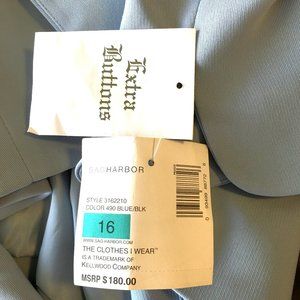 Extra
Buttons
SAG HARBOR
STYLE 3162210
COLOR 490 BLUE/BLK
16
WWW.SAG-HARBOR.COM
THE CLOTHES I WEAR™
IS A TRADEMARK OF
KELLWOOD COMPANY
MSRP $180.00